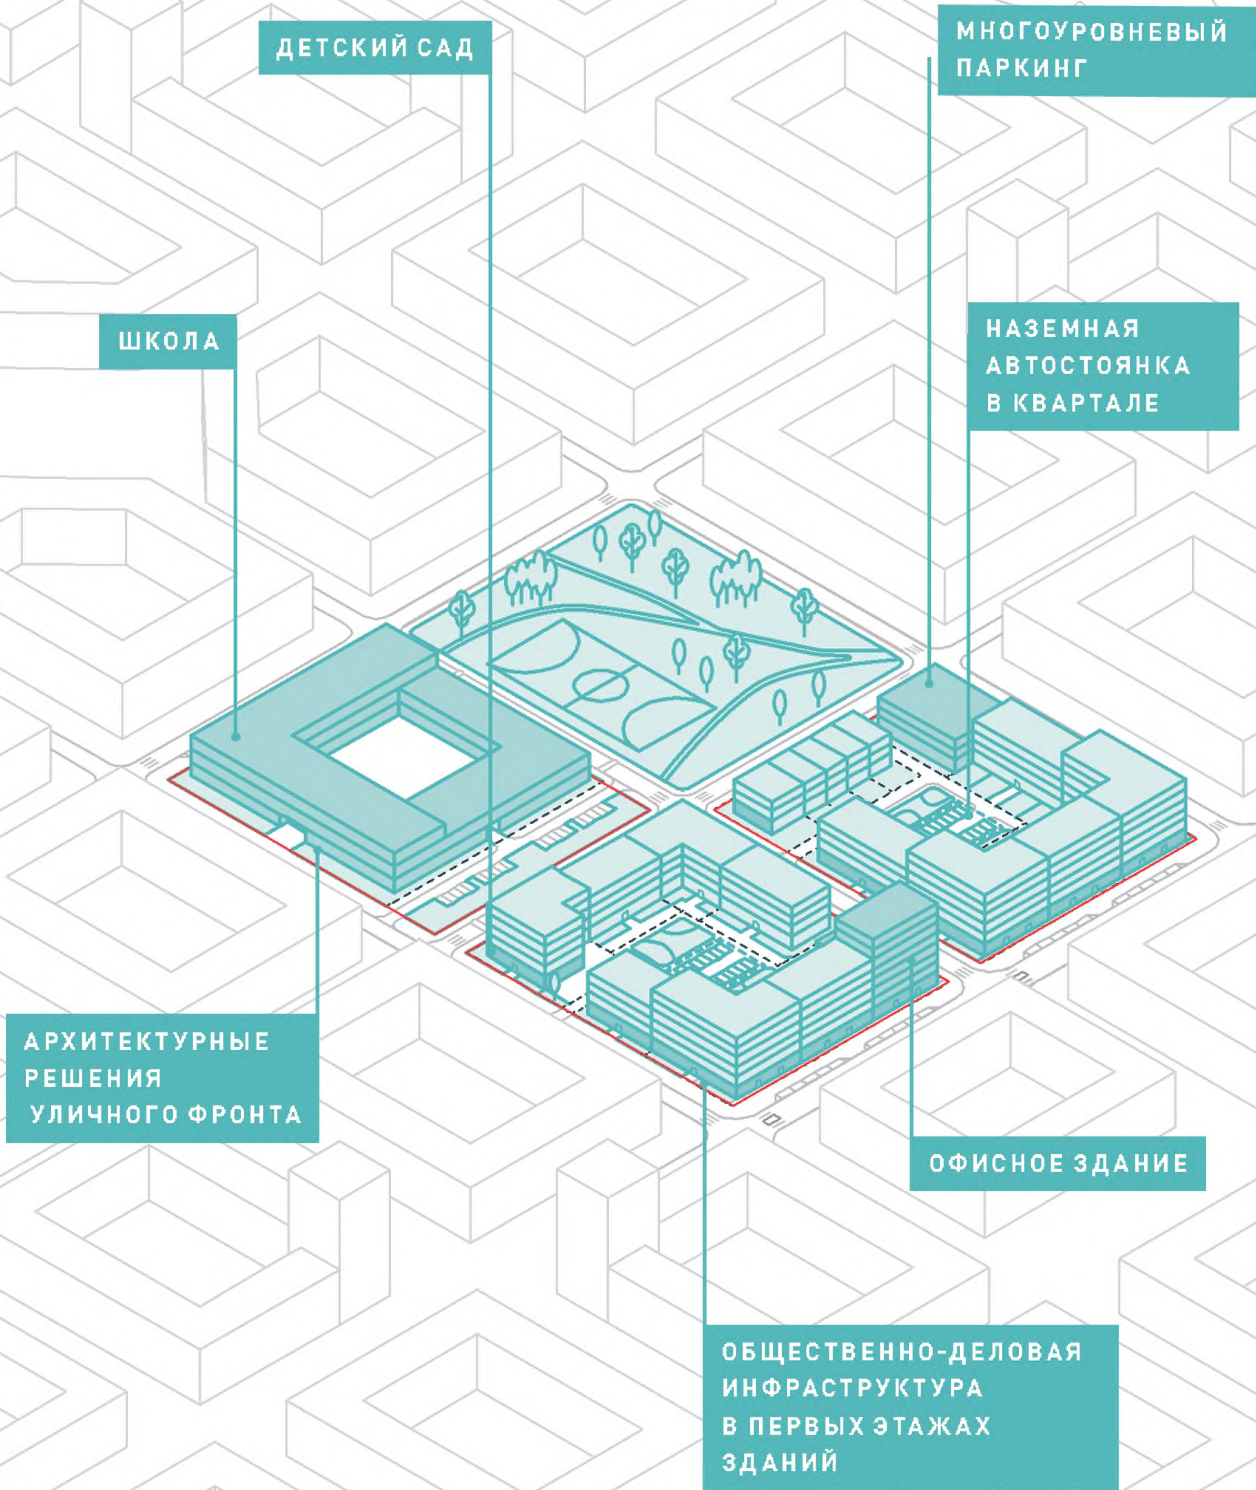 ДЕТСКИЙ САД
МНОГОУРОВНЕВЫЙ
ПАРКИНГ
ШКОЛА
НАЗЕМНАЯ
АВТОСТОЯНКА
В КВАРТАЛЕ
АРХИТЕКТУРНЫЕ
РЕШЕНИЯ
УЛИЧНОГО ФРОНТА
ОФИСНОЕ ЗДАНИЕ
ОБЩЕСТВЕННО-ДЕЛОВАЯ
ИНФРАСТРУКТУРА
В ПЕРВЫХ ЭТАЖАХ
ЗДАНИЙ